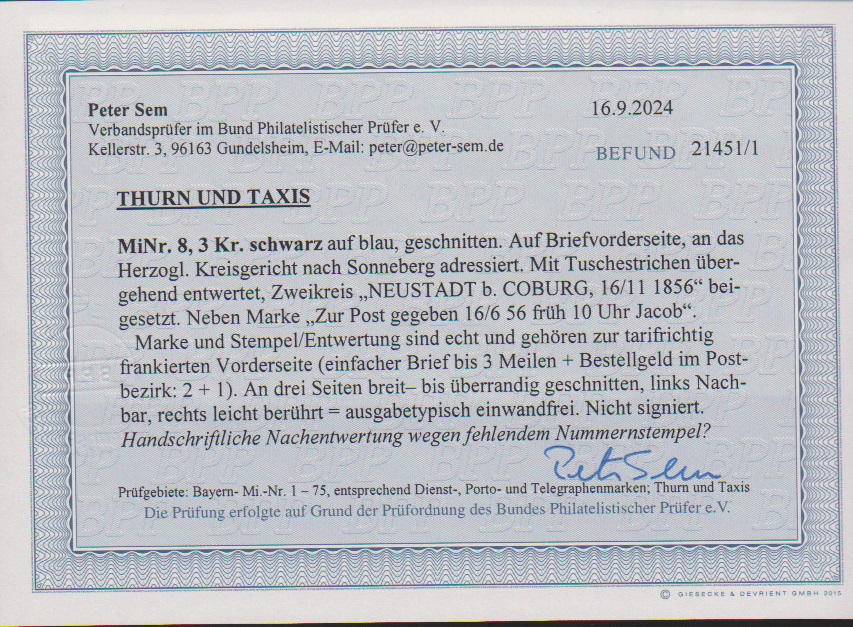 Peter Sem
16.9.2024
Verbandsprüfer im Bund Philatelistischer Prüfer e. V.
Kellerstr. 3, 96163 Gundelsheim, E-Mail: peter@peter-sem.de
BEFUND 21451/1
THURN UND TAXIS
MiNr. 8, 3 Kr. schwarz auf blau, geschnitten. Auf Briefvorderseite, an das
Herzogl. Kreisgericht nach Sonneberg adressiert. Mit Tuschestrichen über-
gehend entwertet, Zweikreis „NEUSTADT b. COBURG, 16/11 1856“ bei-
gesetzt. Neben Marke „Zur Post gegeben 16/6 56 früh 10 Uhr Jacob“.
Marke und Stempel/Entwertung sind echt und gehören zur tarifrichtig
frankierten Vorderseite (einfacher Brief bis 3 Meilen + Bestellgeld im Post-
bezirk: 2 + 1). An drei Seiten breit– bis überrandig geschnitten, links Nach-
bar, rechts leicht berührt = ausgabetypisch einwandfrei. Nicht signiert.
Handschriftliche Nachentwertung wegen fehlendem Nummernstempel?
Peter Sem
Prüfgebiete: Bayern- Mi.-Nr. 1 – 75, entsprechend Dienst-, Porto- und Telegraphenmarken; Thurn und Taxis
Die Prüfung erfolgte auf Grund der Prüfordnung des Bundes Philatelistischer Prüfer e.V.
© GIESECKE & DEVRIENT GMBH 2015